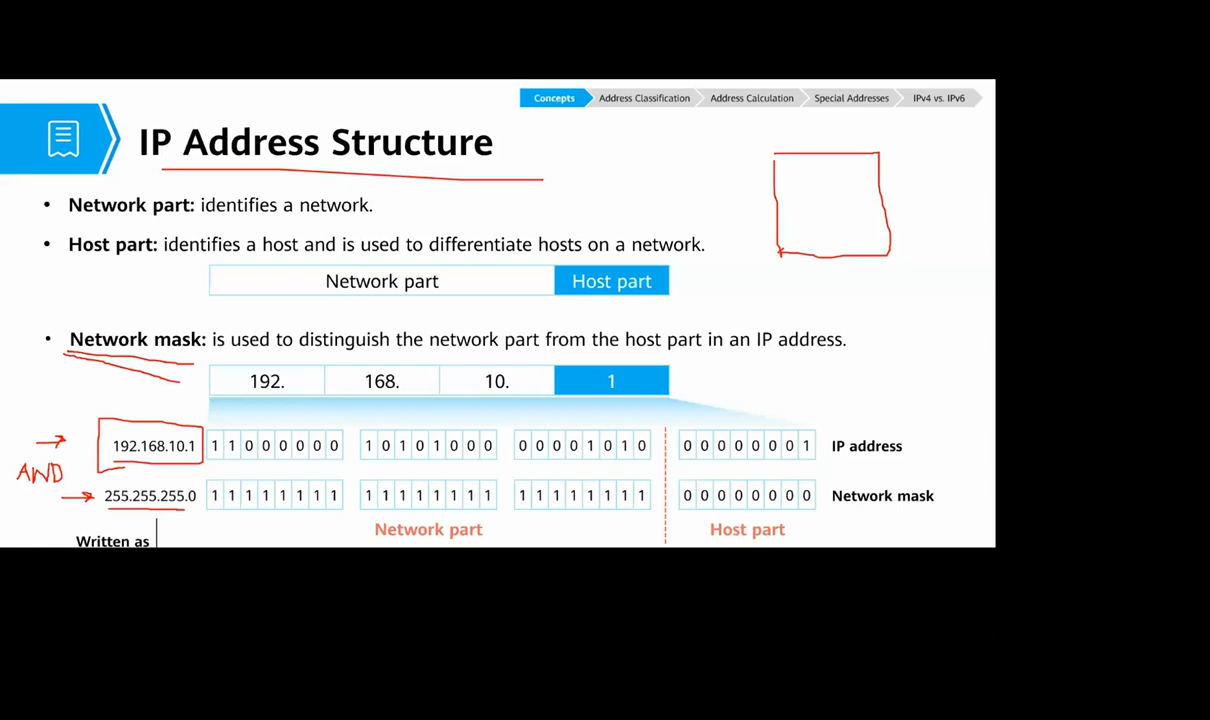 Concepts Address Classification Address Calculation Special Addresses IPv4 vs. IPv6
IP Address Structure
• Network part: identifies a network.
• Host part: identifies a host and is used to differentiate hosts on a network.
Network part Host part
• Network mask: is used to distinguish the network part from the host part in an IP address.
192. 168. 10. 1
192.168.10.1 1 1 0 0 0 0 0 0 1 0 1 0 1 0 0 0 0 0 0 0 1 0 1 0 0 0 0 0 0 0 0 1 IP address
AND
255.255.255.0 1 1 1 1 1 1 1 1 1 1 1 1 1 1 1 1 1 1 1 1 1 1 1 1 0 0 0 0 0 0 0 0 Network mask
Network part Host part
Written as